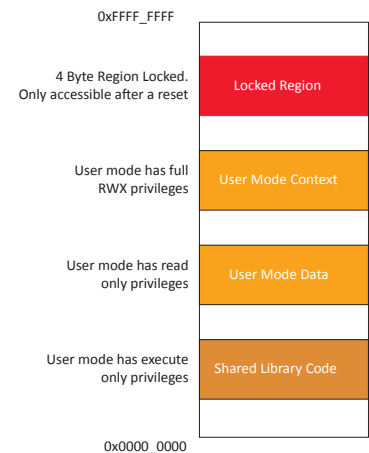 0xFFFF_FFFF
4 Byte Region Locked.
Only accessible after a reset
Locked Region
User mode has full
RWX privileges
User Mode Context
User mode has read
only privileges
User Mode Data
User mode has execute
only privileges
Shared Library Code
0x0000_0000